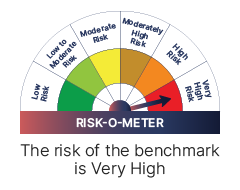 Low
Risk
Low to
Moderate
Risk
Moderate
Risk
Moderately
High
Risk
High
Risk
Very
High
Risk
RISK-O-METER
The risk of the benchmark
is Very High